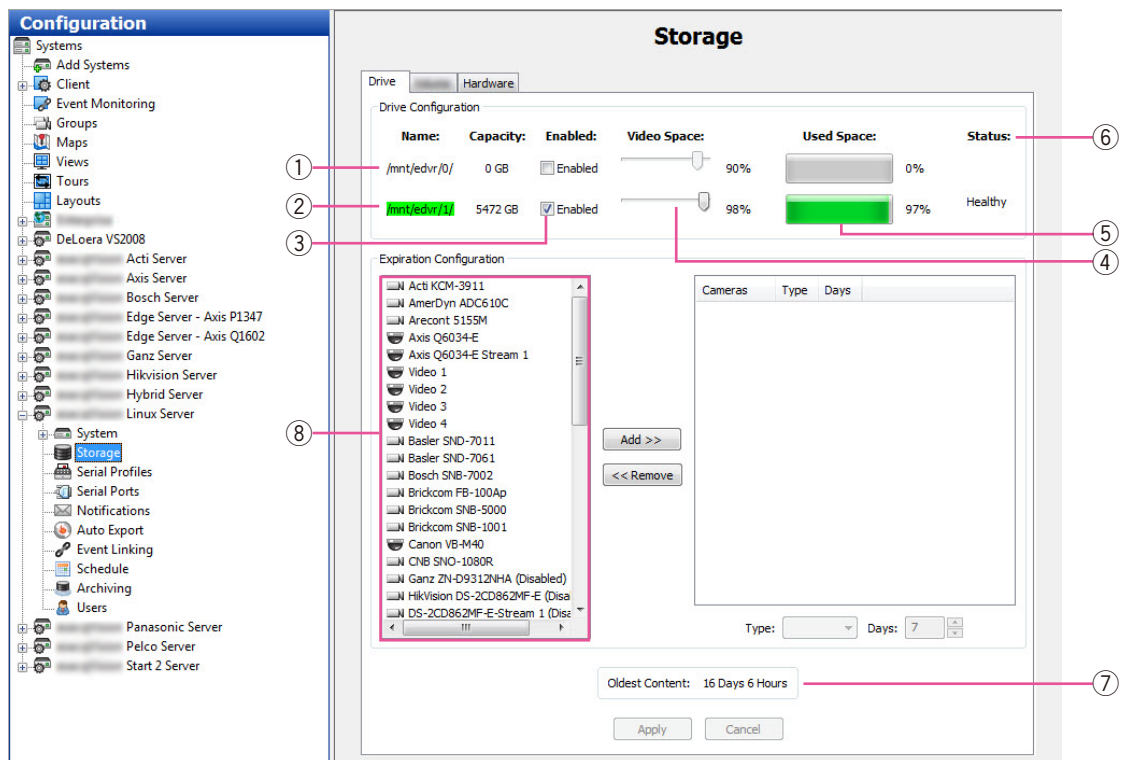 Configuration
Systems
Add Systems
Client
Event Monitoring
Groups
Maps
Views
Tours
Layouts
DeLoera VS2008
Acti Server
Axis Server
Bosch Server
Edge Server - Axis P1347
Edge Server - Axis Q1602
Ganz Server
Hikvision Server
Hybrid Server
Linux Server
System
Storage
Serial Profiles
Serial Ports
Notifications
Auto Export
Event Linking
Schedule
Archiving
Users
Panasonic Server
Pelco Server
Start 2 Server
Storage
Drive Hardware
Drive Configuration
Name: Capacity: Enabled: Video Space: Used Space: Status: 6
1 /mnt/edvr/0/ 0 GB Enabled 90% 0%
2 /mnt/edvr/1/ 5472 GB Enabled 98% 97% Healthy
3
5
4
Expiration Configuration
Acti KCM-3911
AmerDyn ADC610C
Arecont 5155M
Axis Q6034-E
Axis Q6034-E Stream 1
Video 1
Video 2
Video 3
Video 4
Basler SND-7011
Basler SND-7061
Bosch SNB-7002
Brickcom FB-100Ap
Brickcom SNB-5000
Brickcom SNB-1001
Canon VB-M40
CNB SNO-1080R
Ganz ZN-D9312NHA (Disabled)
HikVision DS-2CD862MF-E (Disa
DS-2CD862MF-E-Stream 1 (Disa
8
Add >>
<< Remove
Cameras Type Days
Type: Days: 7
Oldest Content: 16 Days 6 Hours 7
Apply Cancel